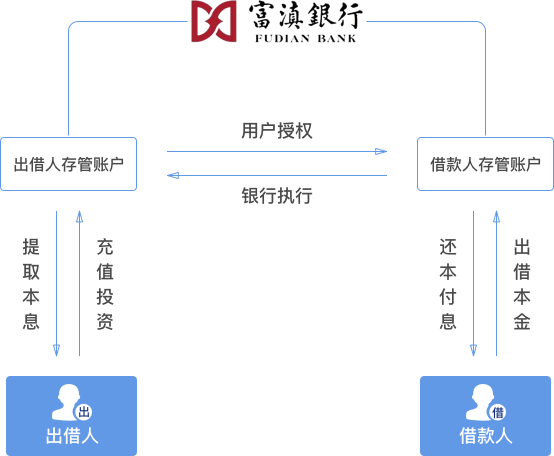 富滇銀行
FUDIAN BANK
用户授权
出借人存管账户
借款人存管账户
银行执行
提取本息
充值投资
还本付息
出借本金
出
出借人
借
借款人